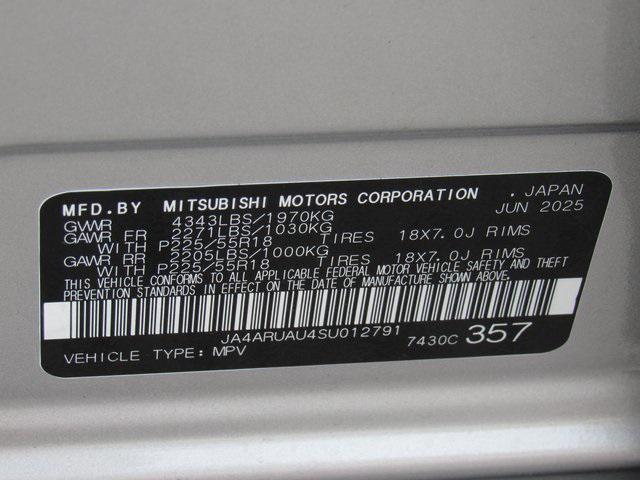 MFD.BY MITSUBISHI MOTORS CORPORATION . JAPAN
GVWR 4343LBS/1970KG JUN 2025
GAWR FR 2271LBS/1030KG
WITH P225/55R18 TIRES 18X7.0J RIMS
GAWR RR 2205LBS/1000KG
WITH P225/55R18 TIRES 18X7.0J RIMS
THIS VEHICLE CONFORMS TO ALL APPLICABLE FEDERAL MOTOR VEHICLE SAFETY AND THEFT
PREVENTION STANDARDS IN EFFECT ON THE DATE OF MANUFACTURE SHOWN ABOVE.
JA4ARUAU4SU012791
VEHICLE TYPE: MPV 7430C 357